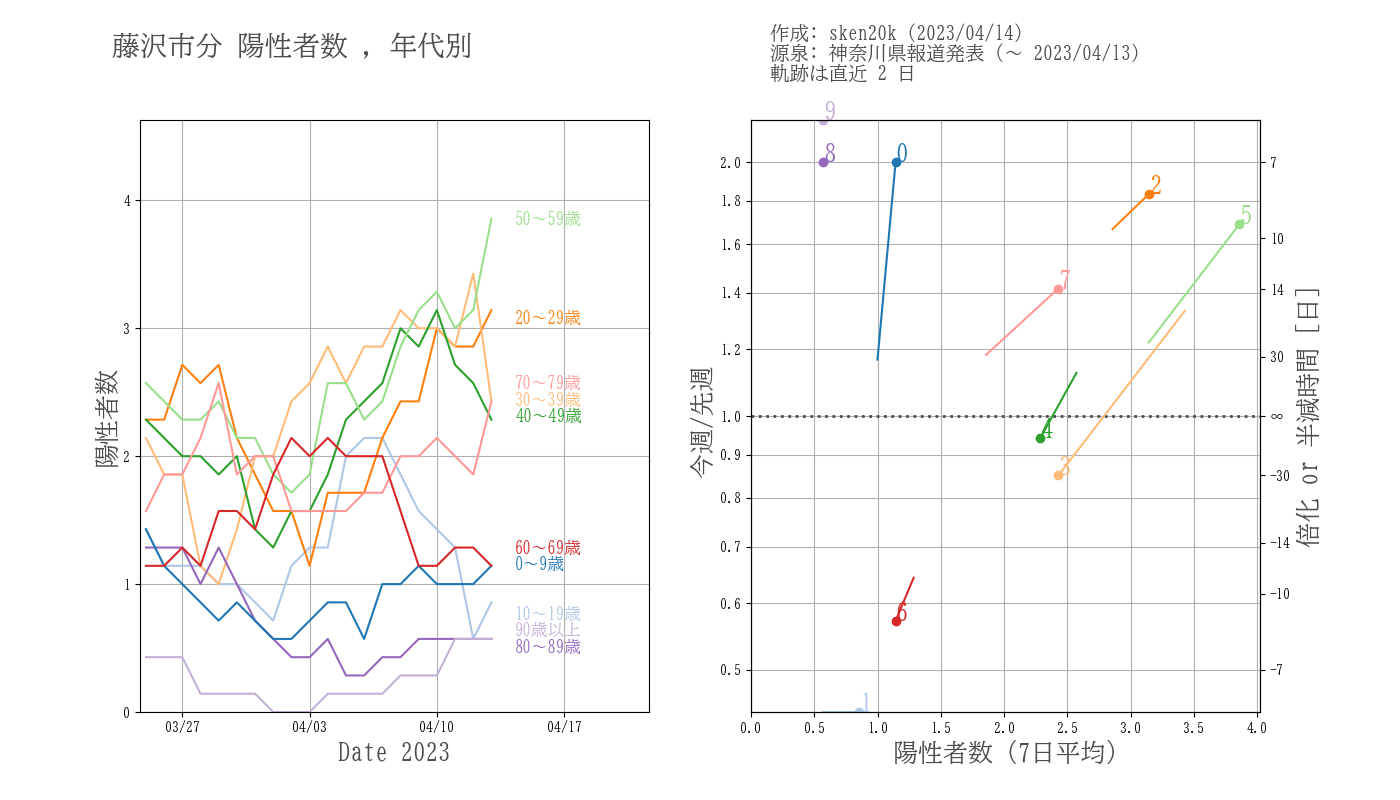 藤沢市分 陽性者数 , 年代別
作成: sken20k (2023/04/14)
源泉: 神奈川県報道発表 (～ 2023/04/13)
軌跡は直近 2 日
陽性者数
4
3
2
1
0
03/27
04/03
04/10
04/17
Date 2023
50～59歳
20～29歳
70～79歳
30～39歳
40～49歳
60～69歳
0～9歳
10～19歳
90歳以上
80～89歳
今週/先週
2.0
1.8
1.6
1.4
1.2
1.0
0.9
0.8
0.7
0.6
0.5
0.0
0.5
1.0
1.5
2.0
2.5
3.0
3.5
4.0
陽性者数 (7日平均)
9
8
0
2
5
7
4
3
6
1
7
10
14
30
∞
-30
-14
-10
-7
倍化 or 半減時間 [日]